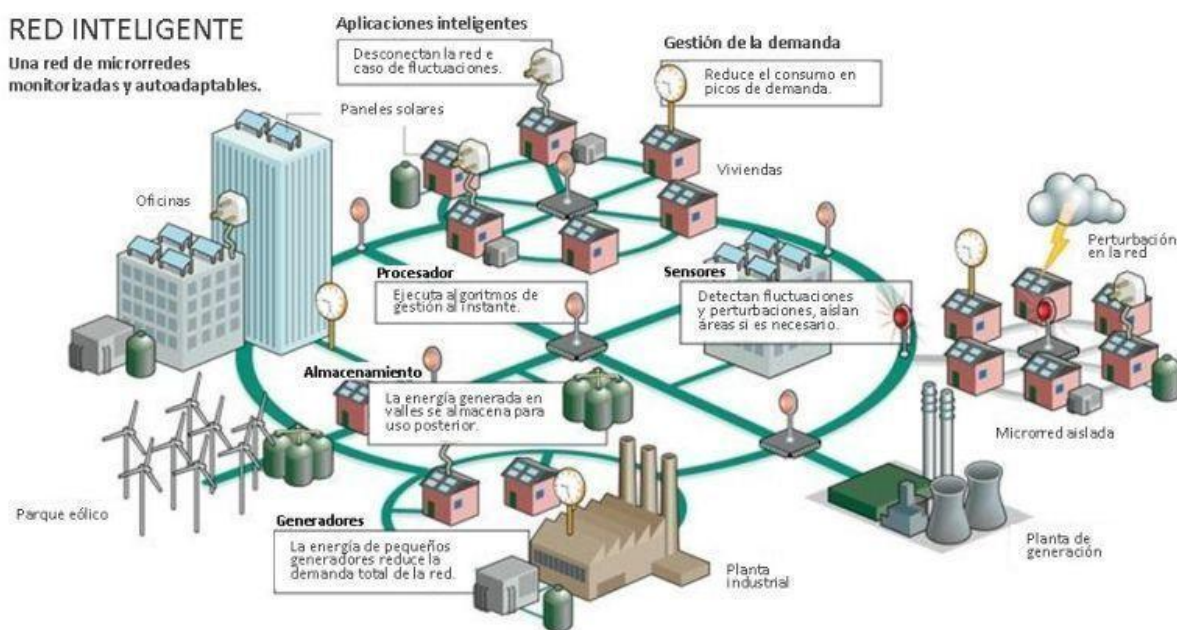 RED INTELIGENTE
Una red de microrredes
monitorizadas y autoadaptables.
Aplicaciones inteligentes
Desconectan la red e
caso de fluctuaciones.
Gestión de la demanda
Reduce el consumo en
picos de demanda.
Paneles solares
Viviendas
Oficinas
Perturbación
en la red
Procesador
Ejecuta algoritmos de
gestión al instante.
Sensores
Detectan fluctuaciones
y perturbaciones, aislan
áreas si es necesario.
Almacenamiento
La energía generada en
valles se almacena para
uso posterior.
Microrred aislada
Parque eólico
Generadores
La energía de pequeños
generadores reduce la
demanda total de la red.
Planta
industrial
Planta de
generación